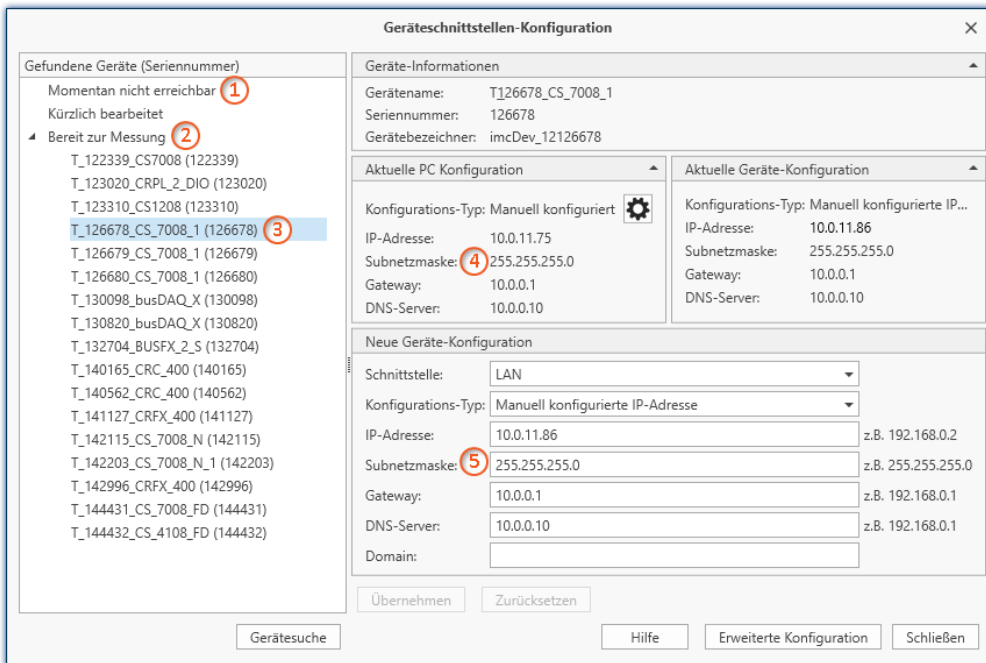 Geräteschnittstellen-Konfiguration
Gefundene Geräte (Seriennummer)
Momentan nicht erreichbar 1
Kürzlich bearbeitet
Bereit zur Messung 2
T_122339_CS7008 (122339)
T_123020_CRPL_2_DIO (123020)
T_123310_CS1208 (123310)
T_126678_CS_7008_1 (126678) 3
T_126679_CS_7008_1 (126679)
T_126680_CS_7008_1 (126680)
T_130098_busDAQ_X (130098)
T_130820_busDAQ_X (130820)
T_132704_BUSFX_2_S (132704)
T_140165_CRC_400 (140165)
T_140562_CRC_400 (140562)
T_141127_CRFX_400 (141127)
T_142115_CS_7008_N (142115)
T_142203_CS_7008_N_1 (142203)
T_142996_CRFX_400 (142996)
T_144431_CS_7008_FD (144431)
T_144432_CS_4108_FD (144432)
Gerätesuche
Geräte-Informationen
Gerätename: T126678_CS_7008_1
Seriennummer: 126678
Gerätebezeichner: imcDev_12126678
Aktuelle PC Konfiguration
Konfigurations-Typ: Manuell konfiguriert
IP-Adresse: 10.0.11.75
Subnetzmaske: 4 255.255.255.0
Gateway: 10.0.0.1
DNS-Server: 10.0.0.10
Aktuelle Geräte-Konfiguration
Konfigurations-Typ: Manuell konfigurierte IP...
IP-Adresse: 10.0.11.86
Subnetzmaske: 255.255.255.0
Gateway: 10.0.0.1
DNS-Server: 10.0.0.10
Neue Geräte-Konfiguration
Schnittstelle: LAN
Konfigurations-Typ: Manuell konfigurierte IP-Adresse
IP-Adresse: 10.0.11.86 z.B. 192.168.0.2
Subnetzmaske: 5 255.255.255.0 z.B. 255.255.255.0
Gateway: 10.0.0.1 z.B. 192.168.0.1
DNS-Server: 10.0.0.10 z.B. 192.168.0.1
Domain:
Übernehmen Zurücksetzen
Hilfe Erweiterte Konfiguration Schließen